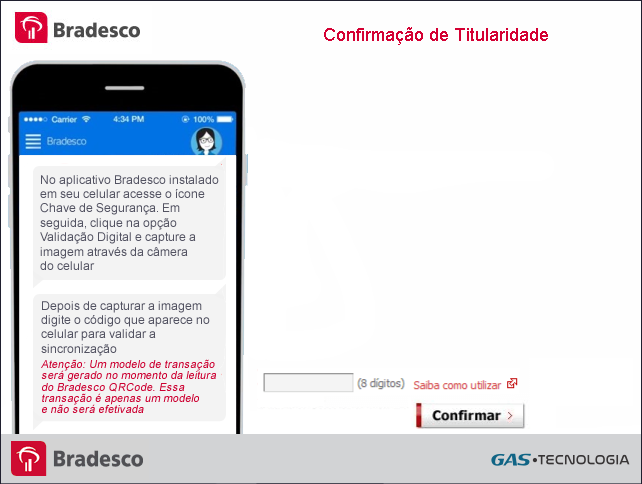 Bradesco
Confirmação de Titularidade
Carrier
4:34 PM
100%
Bradesco
No aplicativo Bradesco instalado
em seu celular acesse o ícone
Chave de Segurança. Em
seguida, clique na opção
Validação Digital e capture a
imagem através da câmera
do celular
Depois de capturar a imagem
digite o código que aparece no
celular para validar a
sincronização
Atenção: Um modelo de transação
será gerado no momento da leitura
do Bradesco QRCode. Essa
transação é apenas um modelo
e não será efetivada
(8 dígitos)
Saiba como utilizar
Confirmar
Bradesco
GAS•TECNOLOGIA